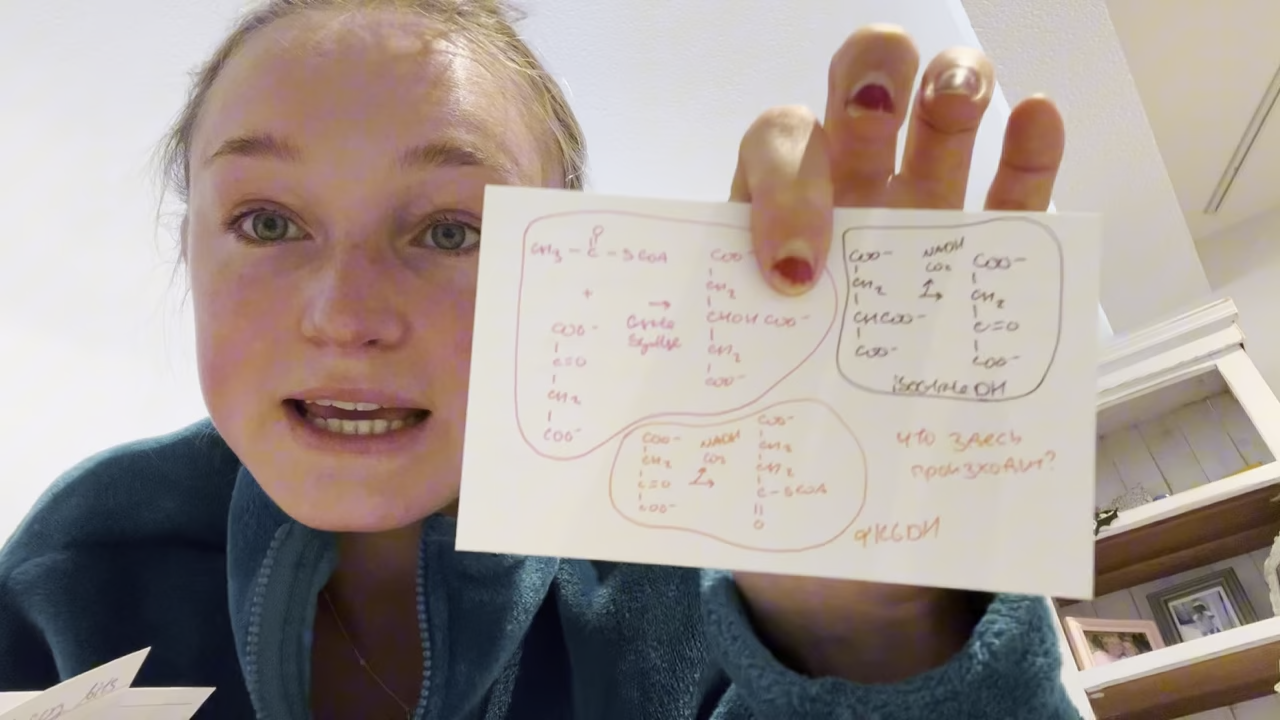 O
||
CH₃ – C – SCOA
+
COO⁻
|
C=O
|
CH₂
|
COO⁻
→
Citrate
Synthase
COO⁻
|
CH₂
|
CHOH COO⁻
|
CH₂
|
COO⁻
COO⁻
|
CH₂
|
CHCOO⁻
|
COO⁻
NADH
CO₂
COO⁻
|
CH₂
|
C=O
|
COO⁻
isocitrate DH
COO⁻
|
CH₂
|
C=O
|
COO⁻
NADH
CO₂
COO⁻
|
CH₂
|
CH₂
|
C–SCOA
||
O
αKGDH
что здесь
происходит?